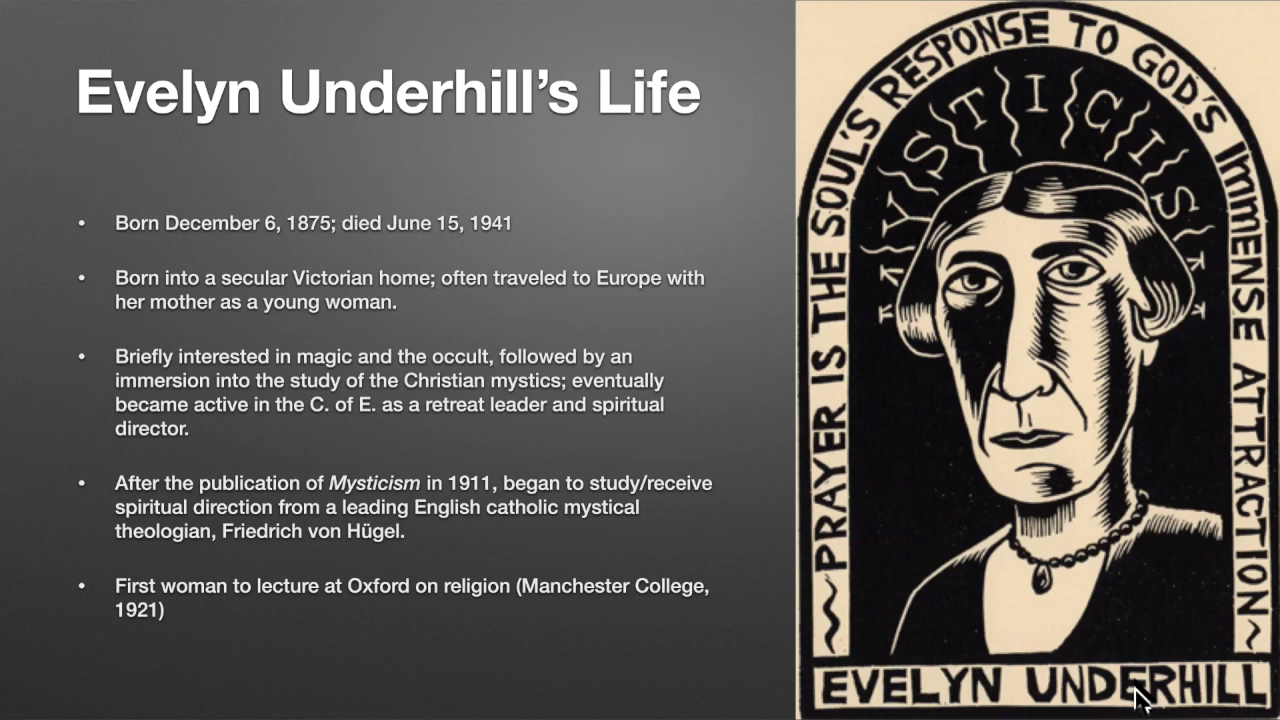 Evelyn Underhill’s Life
• Born December 6, 1875; died June 15, 1941
• Born into a secular Victorian home; often traveled to Europe with
her mother as a young woman.
• Briefly interested in magic and the occult, followed by an
immersion into the study of the Christian mystics; eventually
became active in the C. of E. as a retreat leader and spiritual
director.
• After the publication of Mysticism in 1911, began to study/receive
spiritual direction from a leading English catholic mystical
theologian, Friedrich von Hügel.
• First woman to lecture at Oxford on religion (Manchester College,
1921)
~ PRAYER IS THE SOUL'S RESPONSE TO GOD'S IMMENSE ATTRACTION ~
MYSTICISM
EVELYN UNDERHILL